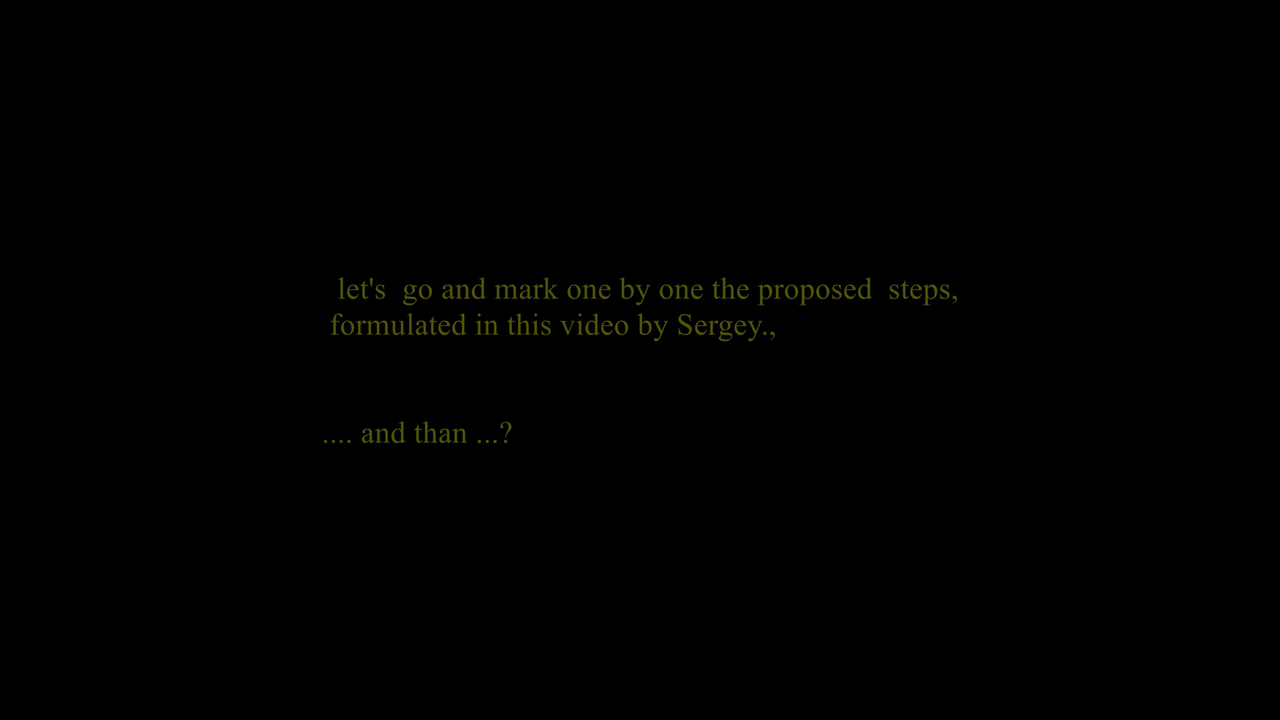 let's go and mark one by one the proposed steps,
formulated in this video by Sergey.,
.... and than ...?